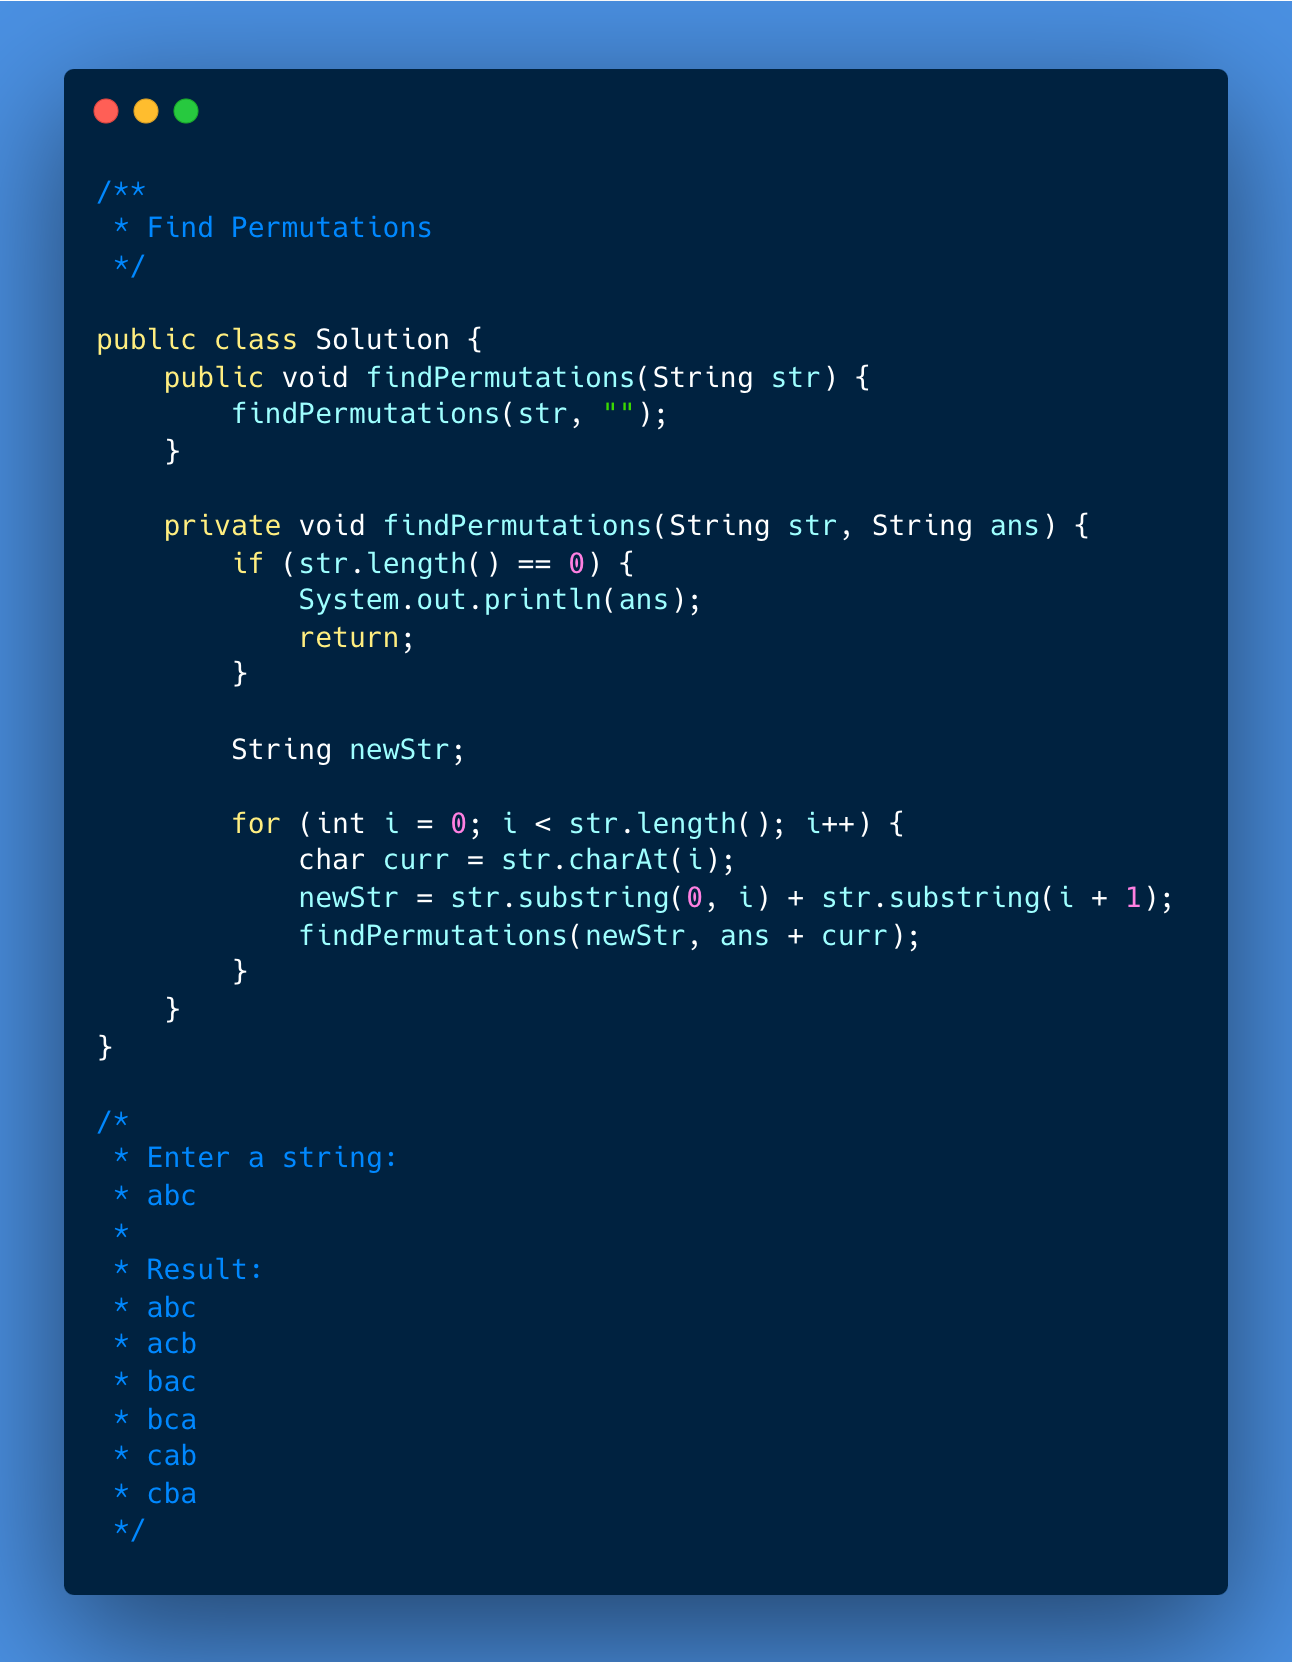 /**
 * Find Permutations
 */

public class Solution {
    public void findPermutations(String str) {
        findPermutations(str, "");
    }

    private void findPermutations(String str, String ans) {
        if (str.length() == 0) {
            System.out.println(ans);
            return;
        }

        String newStr;

        for (int i = 0; i < str.length(); i++) {
            char curr = str.charAt(i);
            newStr = str.substring(0, i) + str.substring(i + 1);
            findPermutations(newStr, ans + curr);
        }
    }
}

/*
 * Enter a string:
 * abc
 *
 * Result:
 * abc
 * acb
 * bac
 * bca
 * cab
 * cba
 */